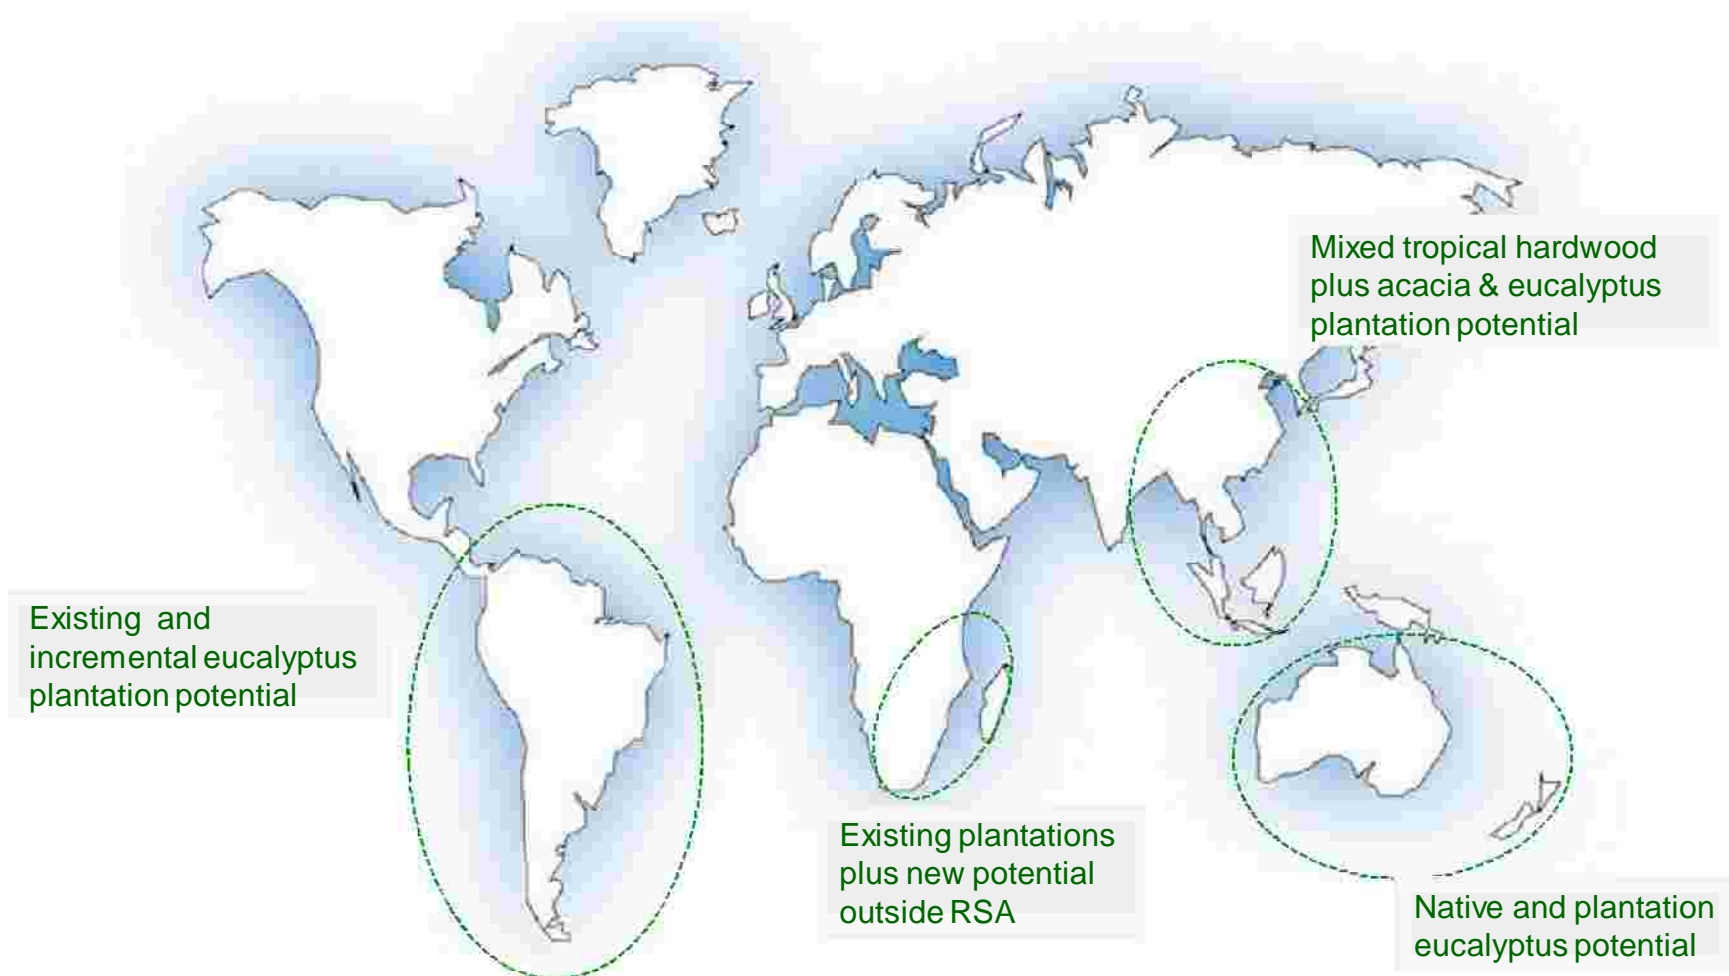 Mixed tropical hardwood
plus acacia & eucalyptus
plantation potential
Existing and
incremental eucalyptus
plantation potential
Existing plantations
plus new potential
outside RSA
Native and plantation
eucalyptus potential